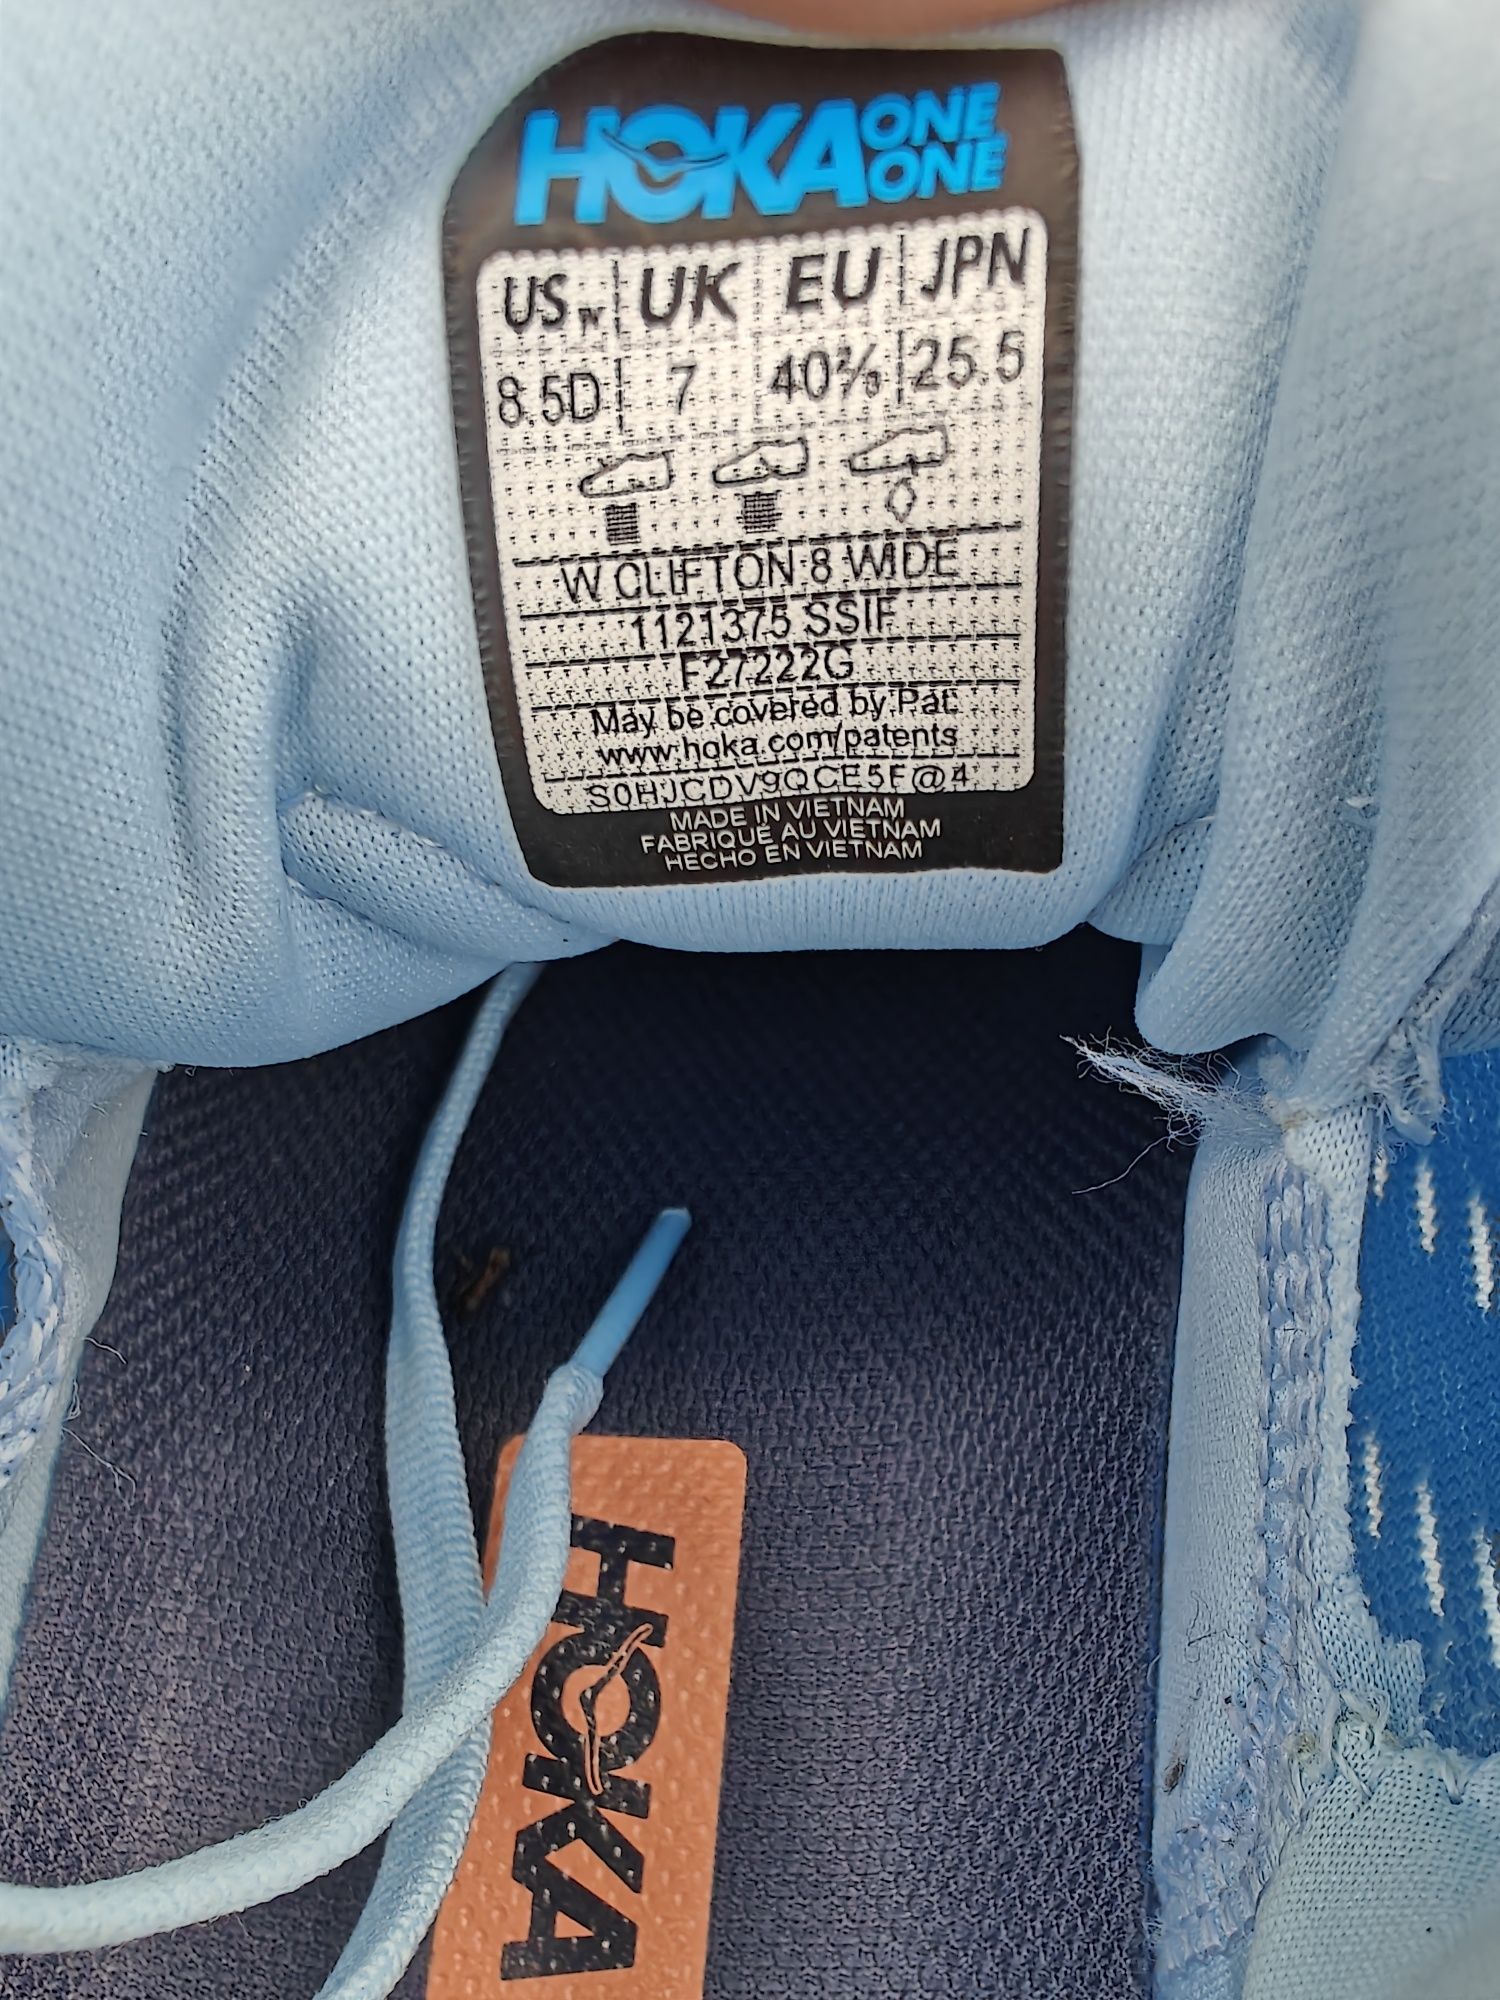 HOKA ONE ONE
US W UK EU JPN
8.5D 7 40⅔ 25.5
W CLIFTON 8 WIDE
1121375 SSIF
F27222G
May be covered by Pat:
www.hoka.com/patents
S0HJCDV9QCE5F@4
MADE IN VIETNAM
FABRIQUÉ AU VIETNAM
HECHO EN VIETNAM
HOKA